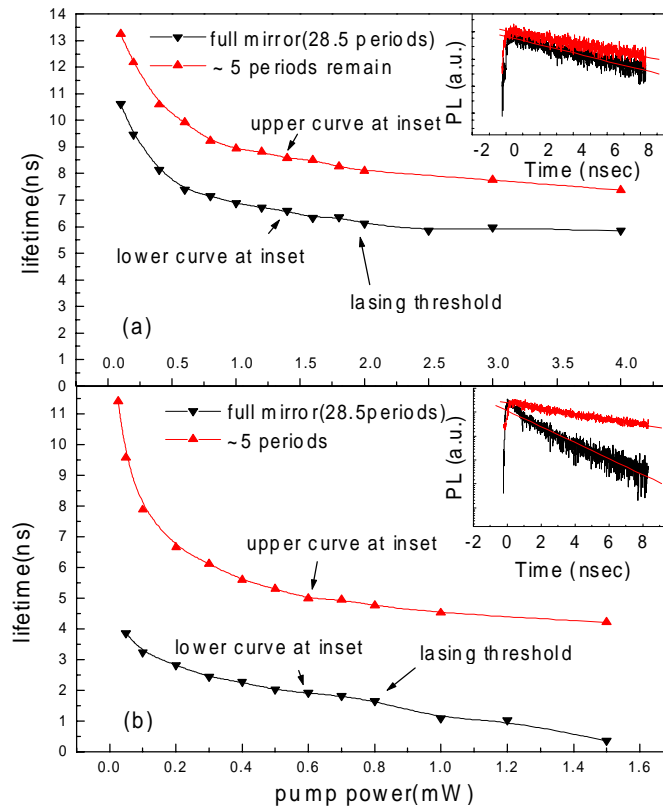 14
13
12
11
10
9
8
7
6
5
4
3
2
1
0
lifetime(ns)
full mirror(28.5 periods)
~ 5 periods remain
upper curve at inset
lower curve at inset
lasing threshold
(a)
PL (a.u.)
-2 0 2 4 6 8
Time (nsec)
0.0 0.5 1.0 1.5 2.0 2.5 3.0 3.5 4.0
11
10
9
8
7
6
5
4
3
2
1
0
lifetime(ns)
full mirror(28.5periods)
~5 periods
upper curve at inset
lower curve at inset
lasing threshold
(b)
PL (a.u.)
-2 0 2 4 6 8
Time (nsec)
0.0 0.2 0.4 0.6 0.8 1.0 1.2 1.4 1.6
pump power(mW)